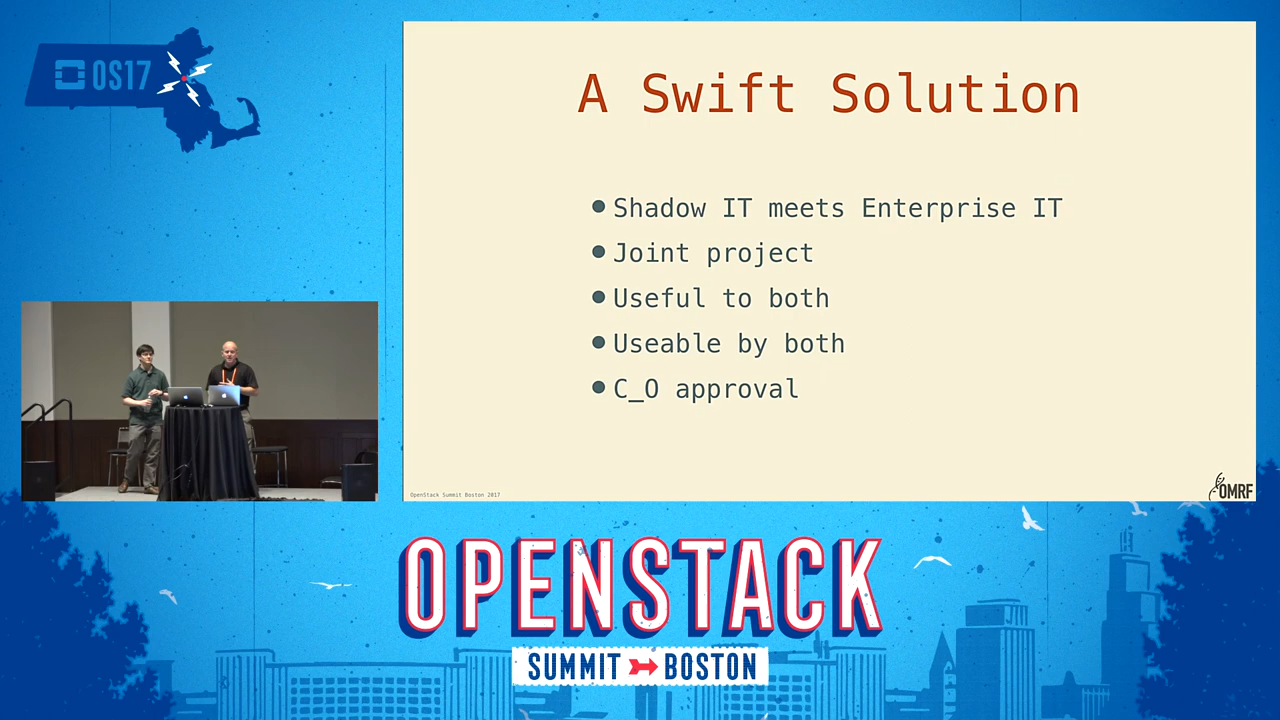 OS17
A Swift Solution
Shadow IT meets Enterprise IT
Joint project
Useful to both
Useable by both
C_O approval
OpenStack Summit Boston 2017
OMRF
OPENSTACK
SUMMIT BOSTON